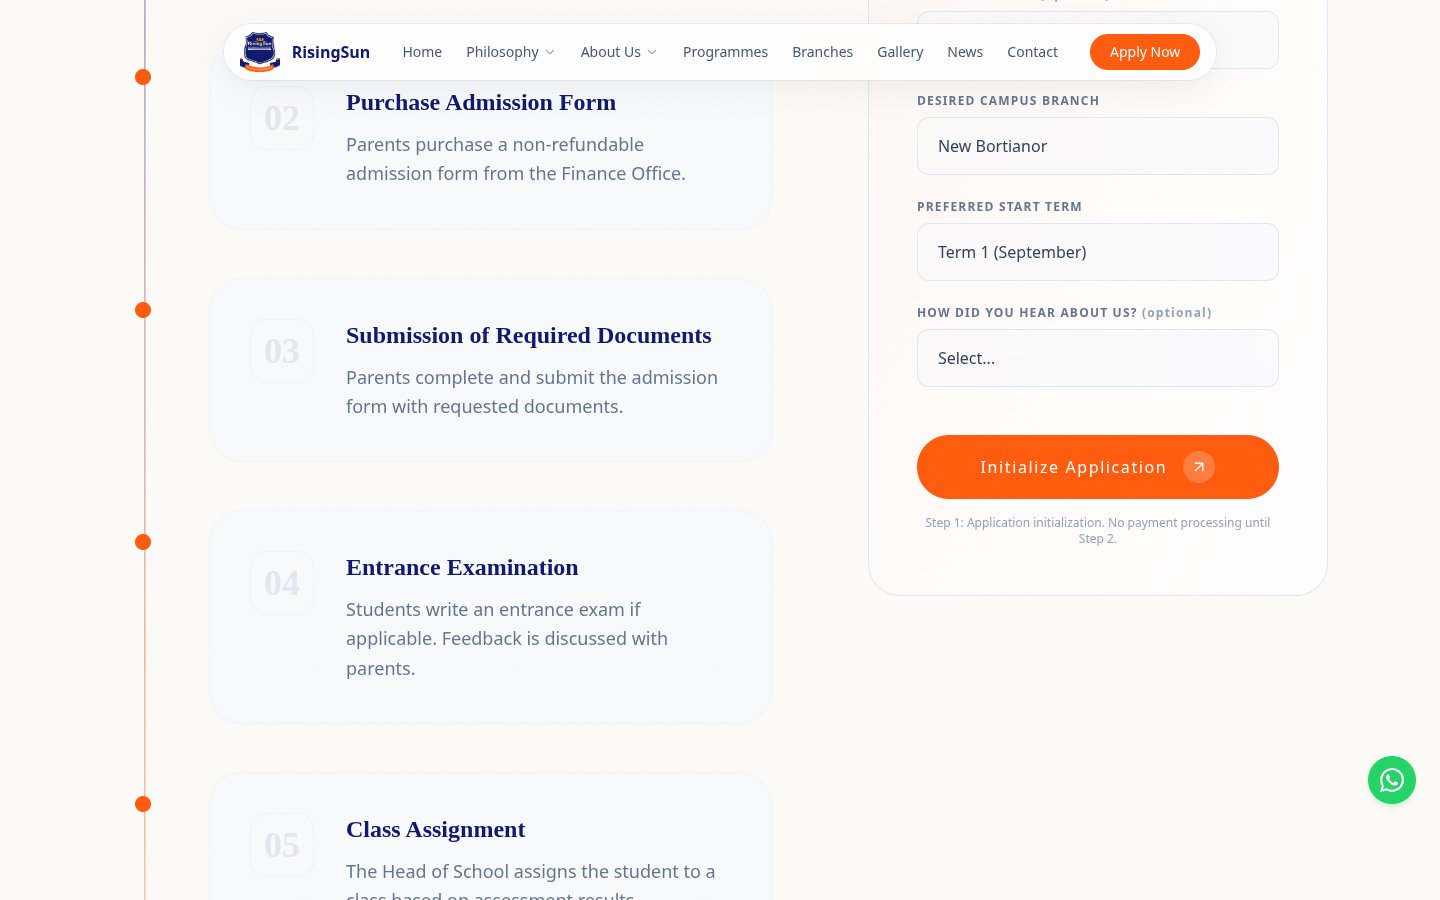 RisingSun
Home
Philosophy
About Us
Programmes
Branches
Gallery
News
Contact
Apply Now
02
Purchase Admission Form
Parents purchase a non-refundable
admission form from the Finance Office.
03
Submission of Required Documents
Parents complete and submit the admission
form with requested documents.
04
Entrance Examination
Students write an entrance exam if
applicable. Feedback is discussed with
parents.
05
Class Assignment
The Head of School assigns the student to a
class based on assessment results.
DESIRED CAMPUS BRANCH
New Bortianor
PREFERRED START TERM
Term 1 (September)
HOW DID YOU HEAR ABOUT US? (optional)
Select...
Initialize Application
Step 1: Application initialization. No payment processing until
Step 2.